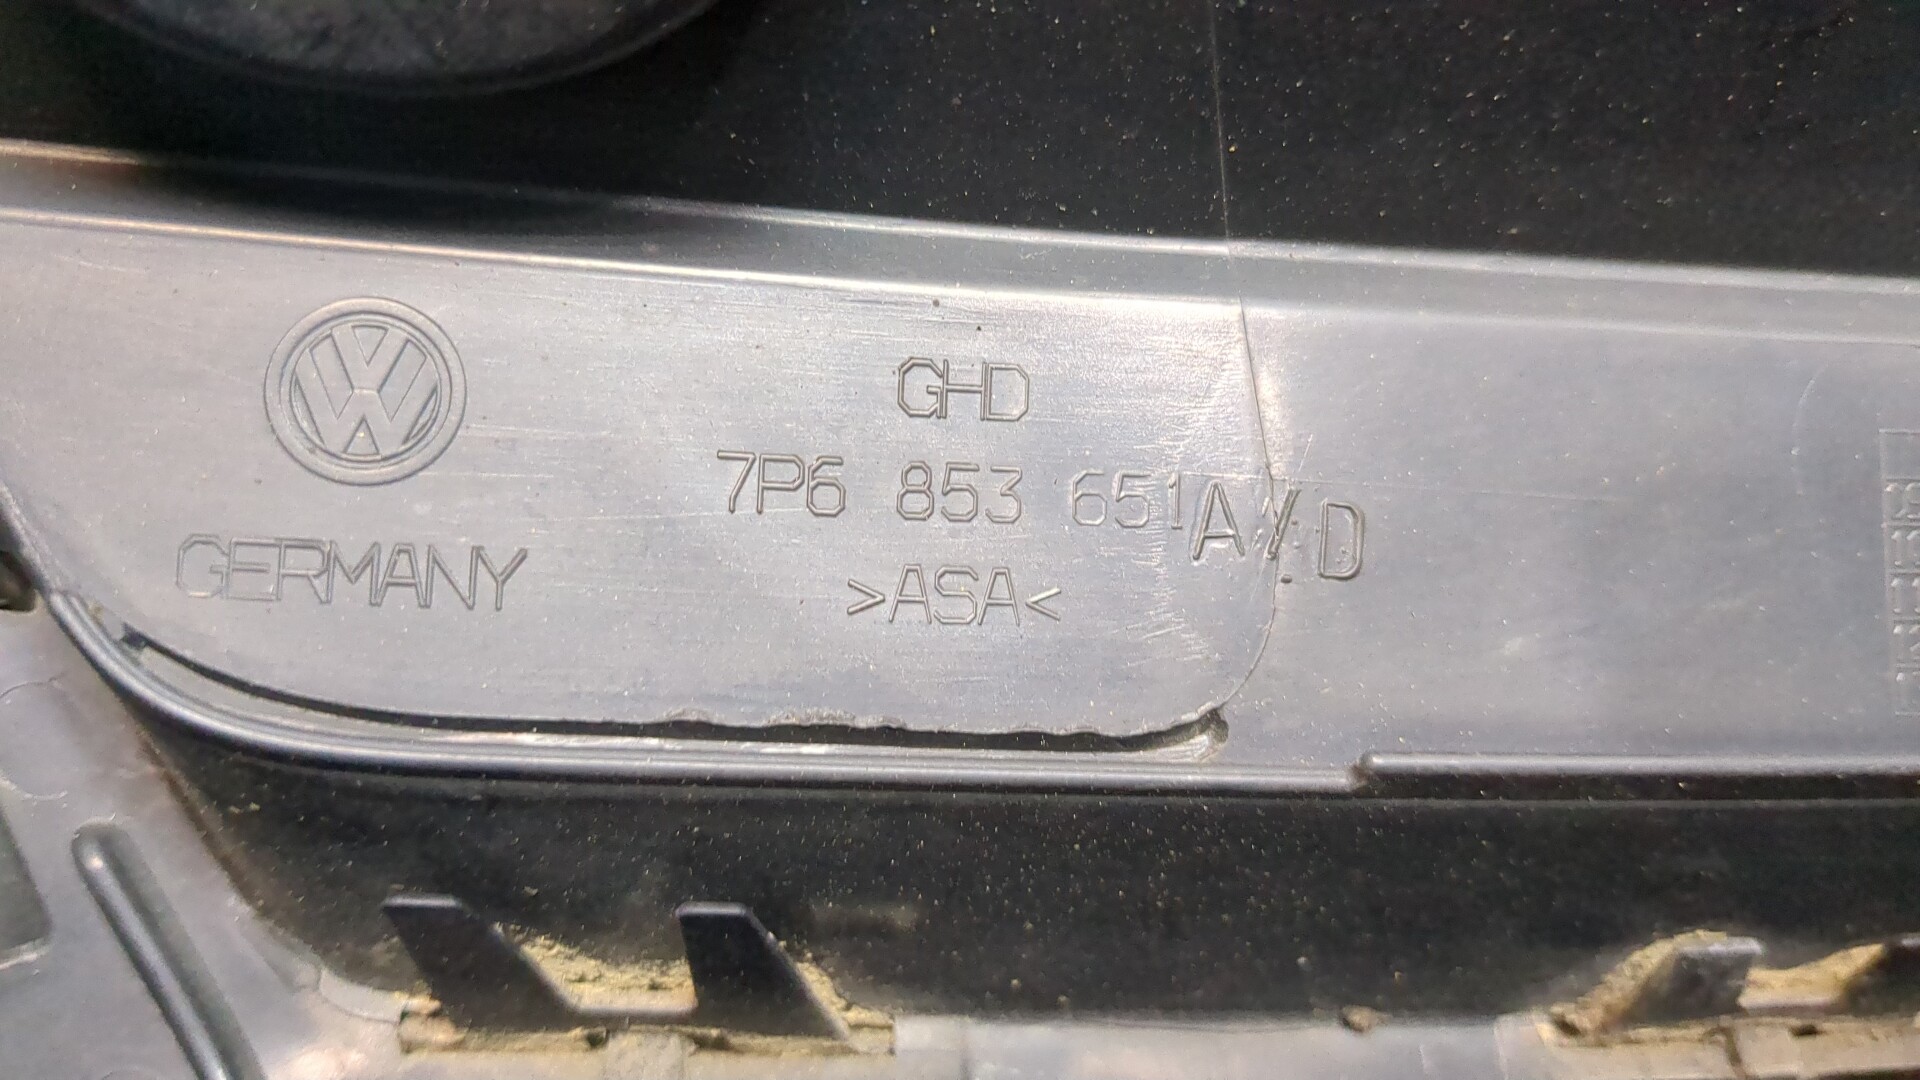 GHD
7P6 853 651 A/D
>ASA<
GERMANY